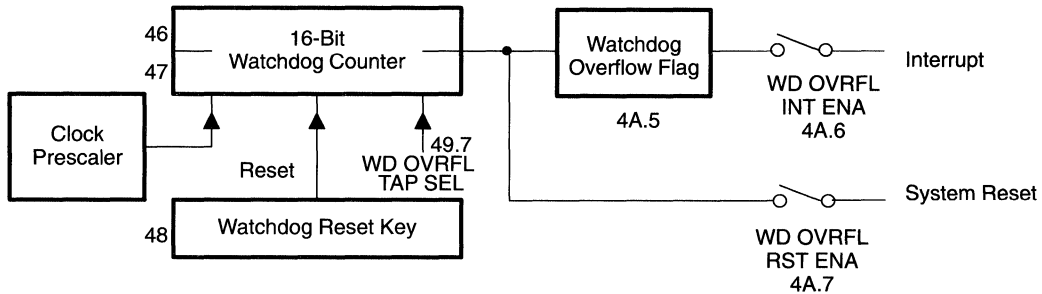 46
47
16-Bit
Watchdog Counter
Watchdog
Overflow Flag
4A.5
Interrupt
WD OVRFL
INT ENA
4A.6
Clock
Prescaler
Reset
49.7
WD OVRFL
TAP SEL
48
Watchdog Reset Key
System Reset
WD OVRFL
RST ENA
4A.7